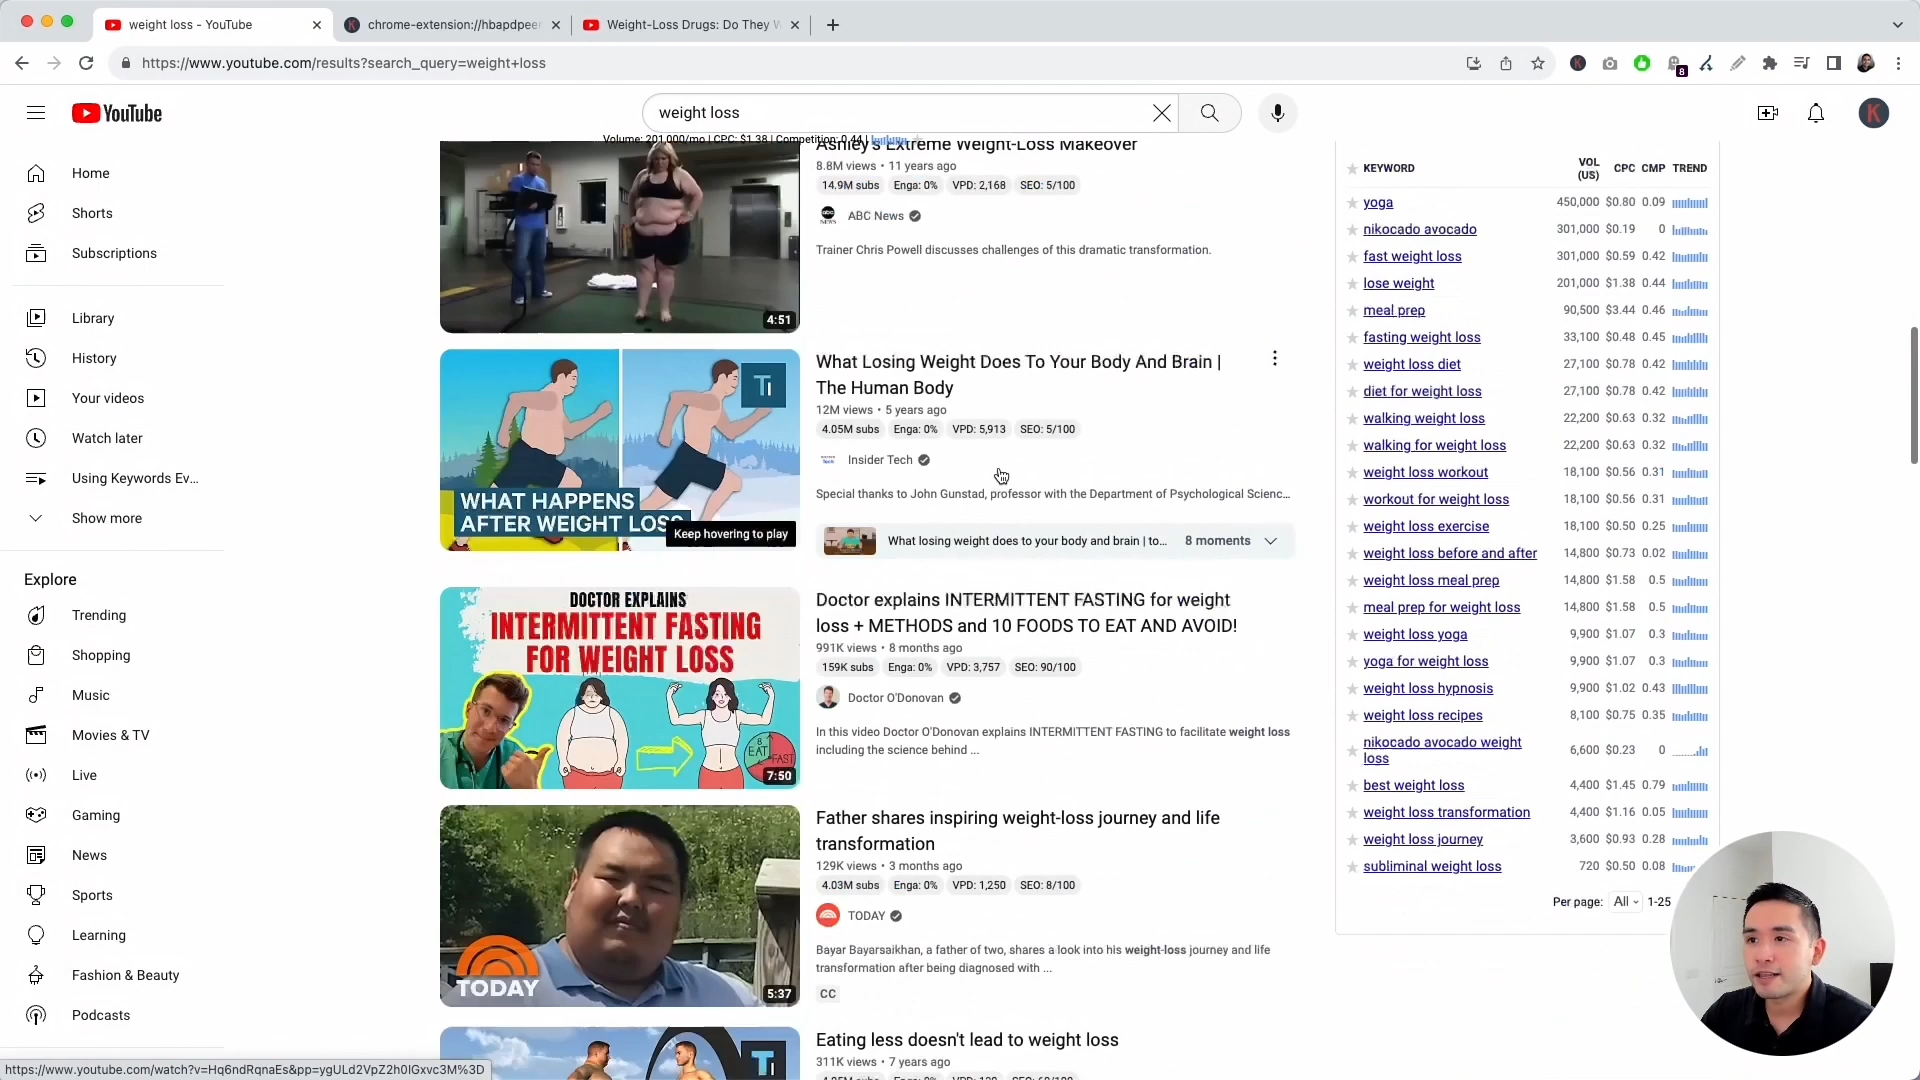 weight loss - YouTube
chrome-extension://hbapdpeer
Weight-Loss Drugs: Do They W
https://www.youtube.com/results?search_query=weight+loss
8
YouTube
weight loss
K
Volume: 201,000/mo | CPC: $1.38 | Competition: 0.44 |
Home
Shorts
Subscriptions
Library
History
Your videos
Watch later
Using Keywords Ev...
Show more
Explore
Trending
Shopping
Music
Movies & TV
Live
Gaming
News
Sports
Learning
Fashion & Beauty
Podcasts
Ashley's Extreme Weight-Loss Makeover
8.8M views • 11 years ago
14.9M subs Enga: 0% VPD: 2,168 SEO: 5/100
ABC News
Trainer Chris Powell discusses challenges of this dramatic transformation.
4:51
What Losing Weight Does To Your Body And Brain |
The Human Body
12M views • 5 years ago
4.05M subs Enga: 0% VPD: 5,913 SEO: 5/100
Insider Tech
Special thanks to John Gunstad, professor with the Department of Psychological Scienc...
What losing weight does to your body and brain | to... 8 moments
TI
WHAT HAPPENS
AFTER WEIGHT LOSS
Keep hovering to play
DOCTOR EXPLAINS
INTERMITTENT FASTING
FOR WEIGHT LOSS
8
EAT
FAST
7:50
Doctor explains INTERMITTENT FASTING for weight
loss + METHODS and 10 FOODS TO EAT AND AVOID!
991K views • 8 months ago
159K subs Enga: 0% VPD: 3,757 SEO: 90/100
Doctor O'Donovan
In this video Doctor O'Donovan explains INTERMITTENT FASTING to facilitate weight loss
including the science behind ...
TODAY
5:37
Father shares inspiring weight-loss journey and life
transformation
129K views • 3 months ago
4.03M subs Enga: 0% VPD: 1,250 SEO: 8/100
TODAY
Bayar Bayarsaikhan, a father of two, shares a look into his weight-loss journey and life
transformation after being diagnosed with ...
CC
Eating less doesn't lead to weight loss
311K views • 7 years ago
TI
KEYWORD VOL (US) CPC CMP TREND
yoga 450,000 $0.80 0.09
nikocado avocado 301,000 $0.19 0
fast weight loss 301,000 $0.59 0.42
lose weight 201,000 $1.38 0.44
meal prep 90,500 $3.44 0.46
fasting weight loss 33,100 $0.48 0.45
weight loss diet 27,100 $0.78 0.42
diet for weight loss 27,100 $0.78 0.42
walking weight loss 22,200 $0.63 0.32
walking for weight loss 22,200 $0.63 0.32
weight loss workout 18,100 $0.56 0.31
workout for weight loss 18,100 $0.56 0.31
weight loss exercise 18,100 $0.50 0.25
weight loss before and after 14,800 $0.73 0.02
weight loss meal prep 14,800 $1.58 0.5
meal prep for weight loss 14,800 $1.58 0.5
weight loss yoga 9,900 $1.07 0.3
yoga for weight loss 9,900 $1.07 0.3
weight loss hypnosis 9,900 $1.02 0.43
weight loss recipes 8,100 $0.75 0.35
nikocado avocado weight
loss 6,600 $0.23 0
best weight loss 4,400 $1.45 0.79
weight loss transformation 4,400 $1.16 0.05
weight loss journey 3,600 $0.93 0.28
subliminal weight loss 720 $0.50 0.08
Per page: All 1-25
https://www.youtube.com/watch?v=Hq6ndRqnaEs&pp=ygULd2VpZ2h0IGxvc3M%3D